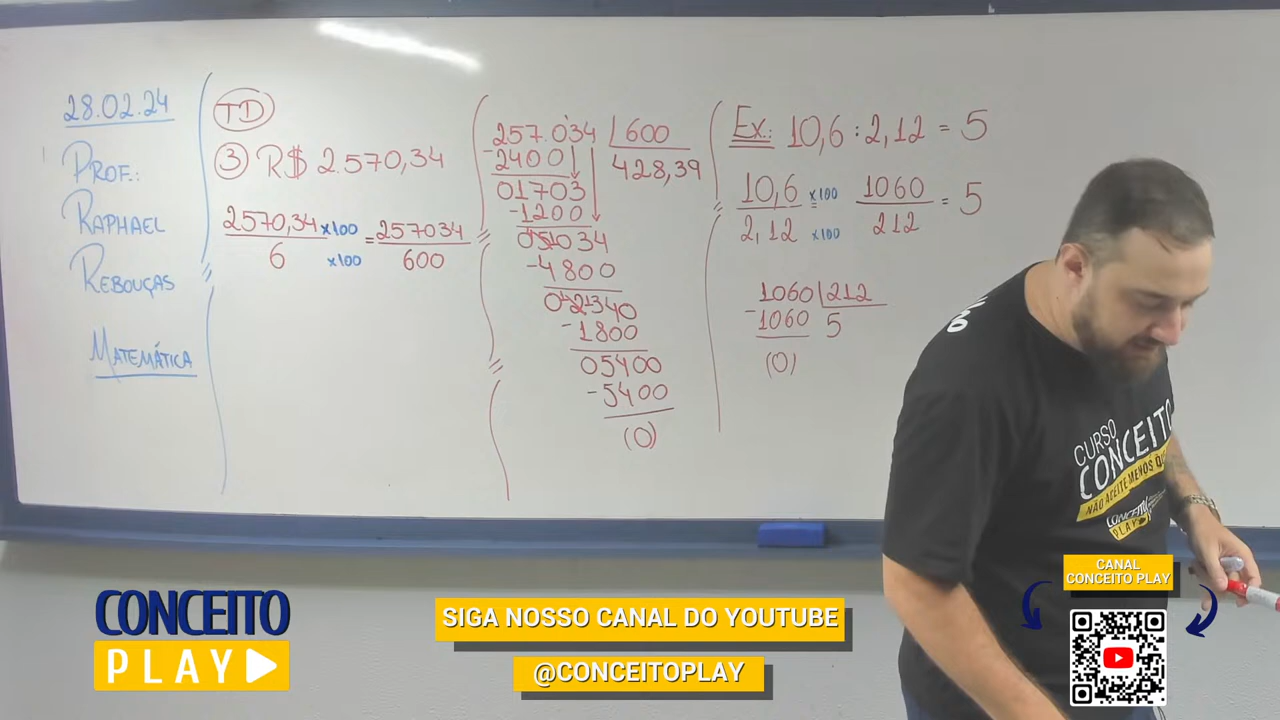 28.02.24
PROF.:
RAPHAEL
REBOUÇAS
MATEMÁTICA
TD
3 R$ 2.570,34
2570,34 x100 = 257034
6 x100 600
257.034 600
-2400 428,39
01703
-1200
051034
-4800
02340
-1800
05400
-5400
(0)
Ex.: 10,6 : 2,12 = 5
10,6 x100 1060 = 5
2,12 x100 212
1060 212
-1060 5
(0)
CURSO
CONCEITO
NÃO ACEITE MENOS QUE
CONCEITO
PLAY
CONCEITO
PLAY
SIGA NOSSO CANAL DO YOUTUBE
@CONCEITOPLAY
CANAL
CONCEITO PLAY